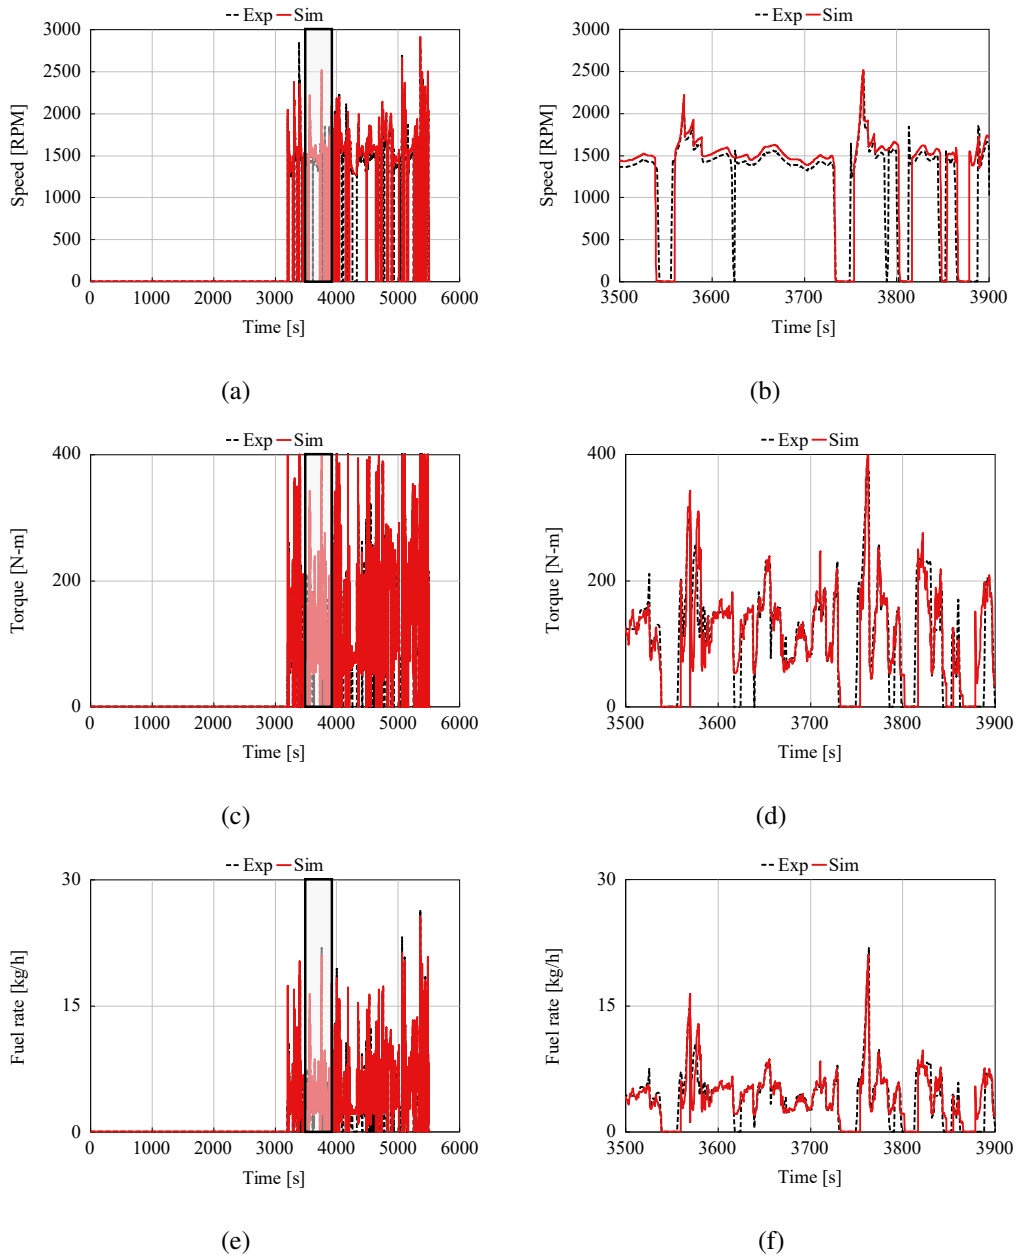 Exp Sim
Exp Sim
3000
2500
2000
1500
1000
500
0
Speed [RPM]
0 1000 2000 3000 4000 5000 6000
Time [s]
3000
2500
2000
1500
1000
500
0
Speed [RPM]
3500 3600 3700 3800 3900
Time [s]
(a)
(b)
Exp Sim
Exp Sim
400
200
0
Torque [N-m]
0 1000 2000 3000 4000 5000 6000
Time [s]
400
200
0
Torque [N-m]
3500 3600 3700 3800 3900
Time [s]
(c)
(d)
Exp Sim
Exp Sim
30
15
0
Fuel rate [kg/h]
0 1000 2000 3000 4000 5000 6000
Time [s]
30
15
0
Fuel rate [kg/h]
3500 3600 3700 3800 3900
Time [s]
(e)
(f)